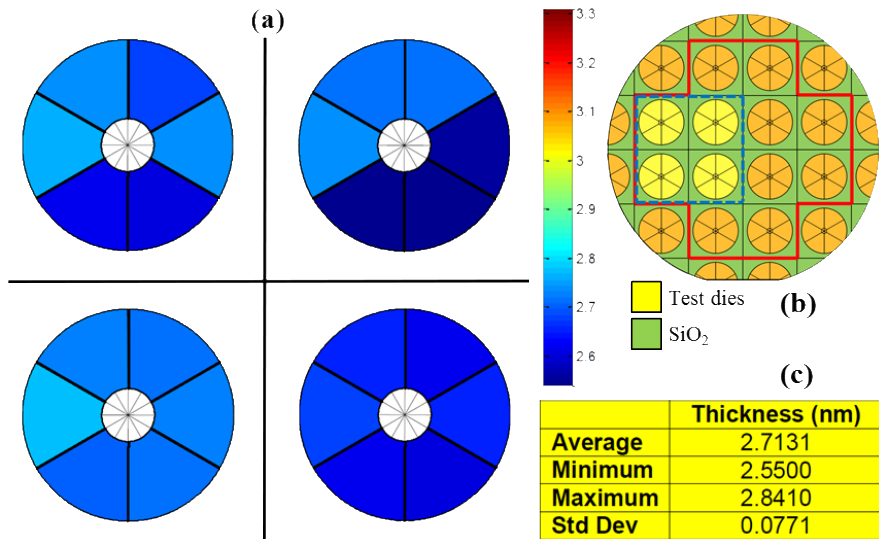 (a)
3.3
3.2
3.1
3
2.9
2.8
2.7
2.6
Test dies
SiO₂
(b)
(c)
Thickness (nm)
Average 2.7131
Minimum 2.5500
Maximum 2.8410
Std Dev 0.0771